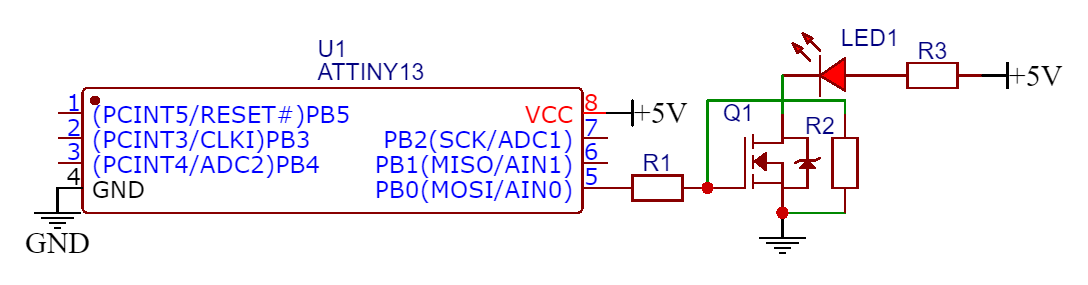 U1
ATTINY13
LED1
R3
+5V
1
(PCINT5/RESET#)PB5
VCC
8
+5V
Q1
2
(PCINT3/CLKI)PB3
PB2(SCK/ADC1)
7
R2
3
(PCINT4/ADC2)PB4
PB1(MISO/AIN1)
6
R1
4
GND
PB0(MOSI/AIN0)
5
GND